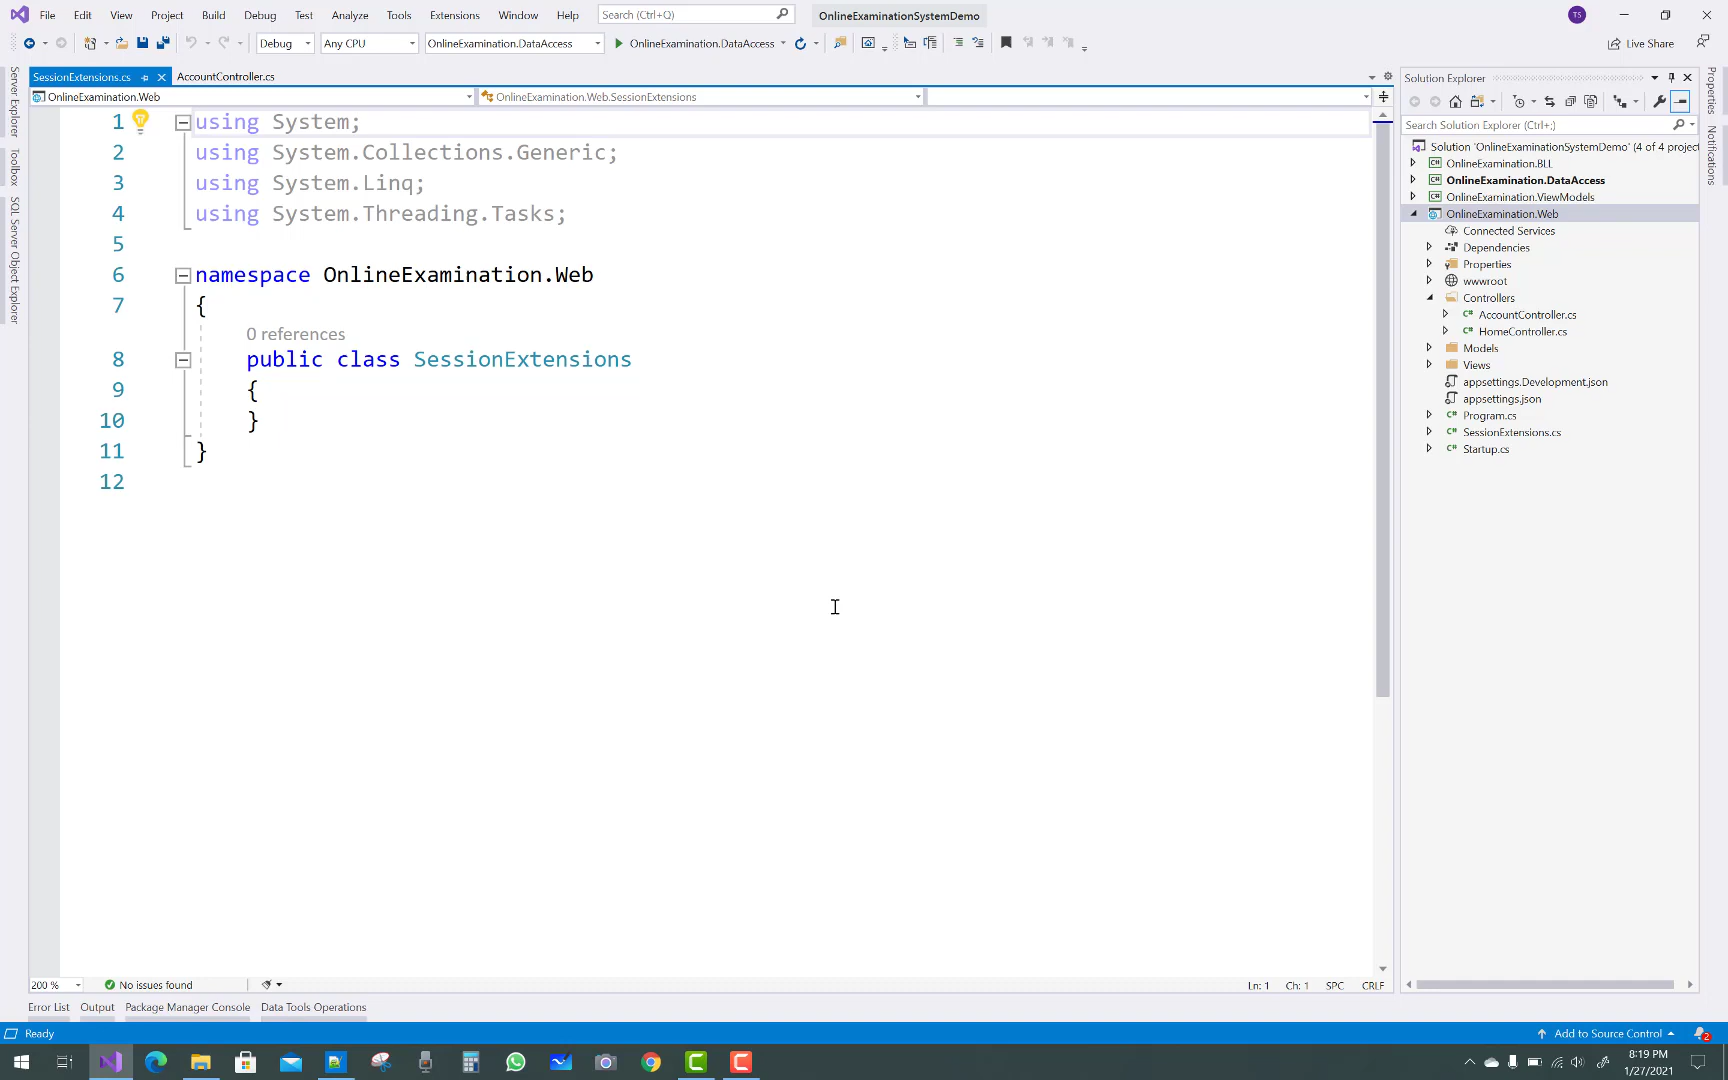 File Edit View Project Build Debug Test Analyze Tools Extensions Window Help Search (Ctrl+Q) OnlineExaminationSystemDemo TS
Debug Any CPU OnlineExamination.DataAccess OnlineExamination.DataAccess Live Share
SessionExtensions.cs AccountController.cs
OnlineExamination.Web OnlineExamination.Web.SessionExtensions
1 using System;
2 using System.Collections.Generic;
3 using System.Linq;
4 using System.Threading.Tasks;
5
6 namespace OnlineExamination.Web
7 {
0 references
8 public class SessionExtensions
9 {
10 }
11 }
12
200 % No issues found Ln: 1 Ch: 1 SPC CRLF
Error List Output Package Manager Console Data Tools Operations
Ready Add to Source Control 2
Server Explorer
Toolbox
SQL Server Object Explorer
Solution Explorer
Search Solution Explorer (Ctrl+;)
Solution 'OnlineExaminationSystemDemo' (4 of 4 project
OnlineExamination.BLL
OnlineExamination.DataAccess
OnlineExamination.ViewModels
OnlineExamination.Web
Connected Services
Dependencies
Properties
wwwroot
Controllers
C# AccountController.cs
C# HomeController.cs
Models
Views
appsettings.Development.json
appsettings.json
C# Program.cs
C# SessionExtensions.cs
C# Startup.cs
Properties
Notifications
8:19 PM
1/27/2021